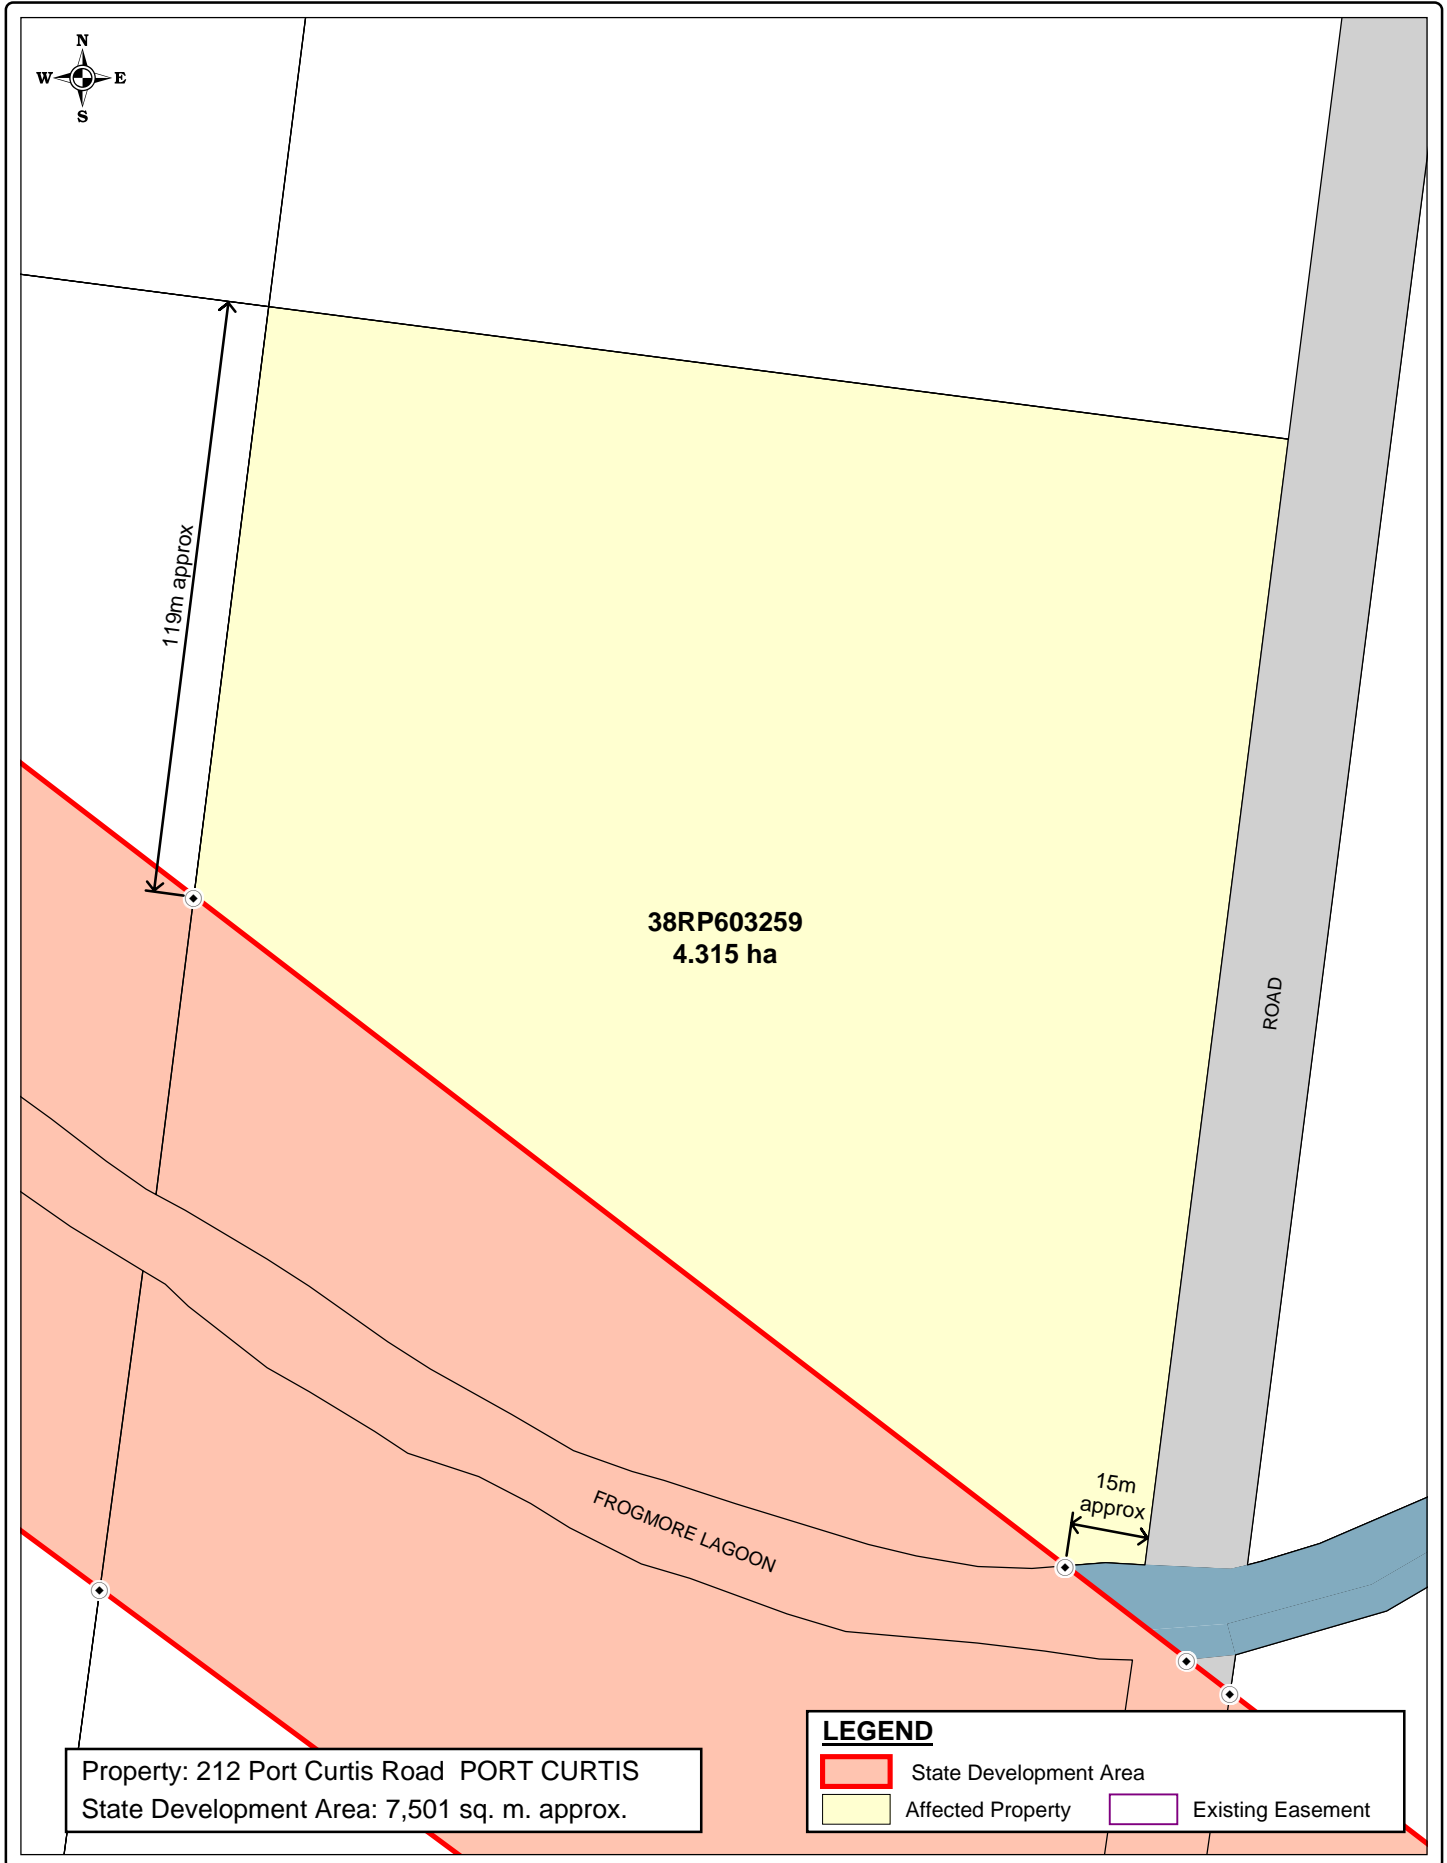 N
W E
S
119m approx
38RP603259
4.315 ha
ROAD
15m
approx
FROGMORE LAGOON
Property: 212 Port Curtis Road  PORT CURTIS
State Development Area: 7,501 sq. m. approx.
LEGEND
State Development Area
Affected Property
Existing Easement